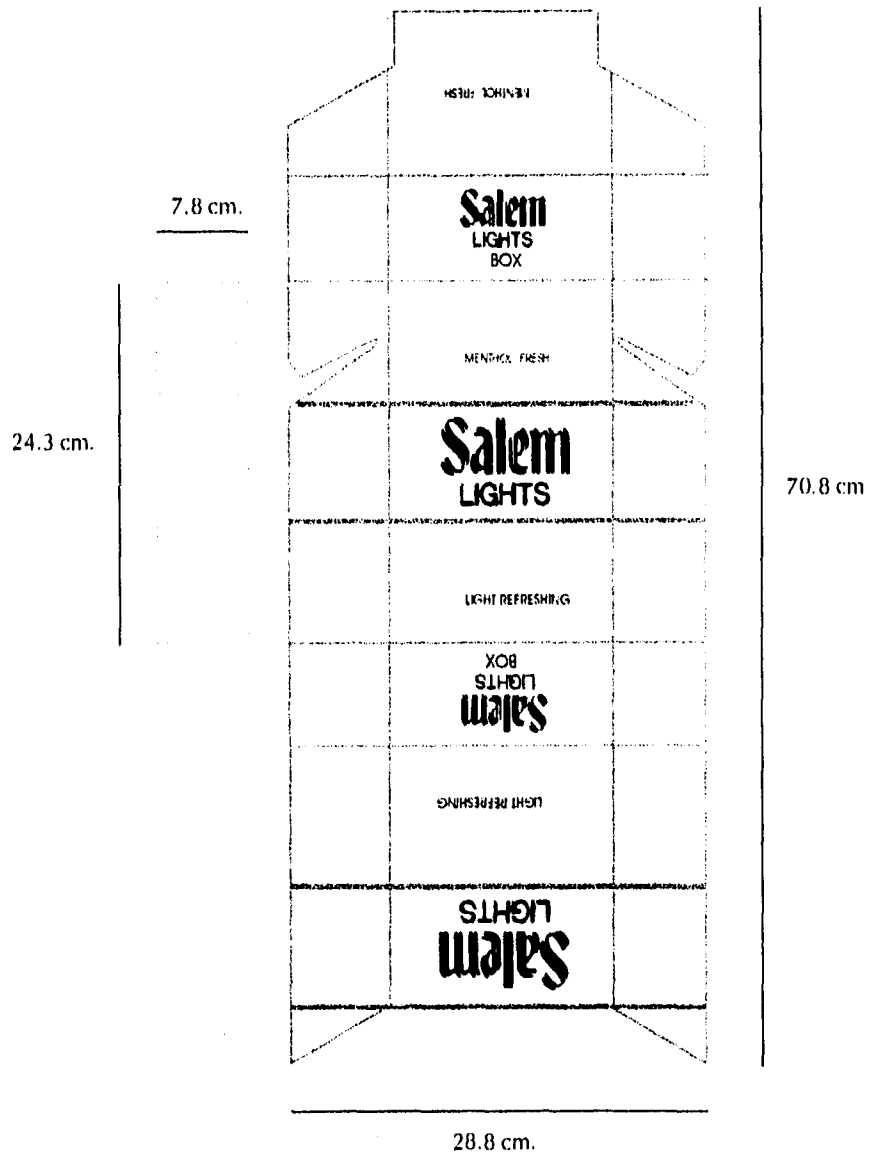 MENTHOL FRESH
7.8 cm.
Salem
LIGHTS
BOX
MENTHOL FRESH
24.3 cm.
Salem
LIGHTS
70.8 cm
LIGHT REFRESHING
BOX
LIGHTS
Salem
LIGHT REFRESHING
LIGHTS
Salem
28.8 cm.